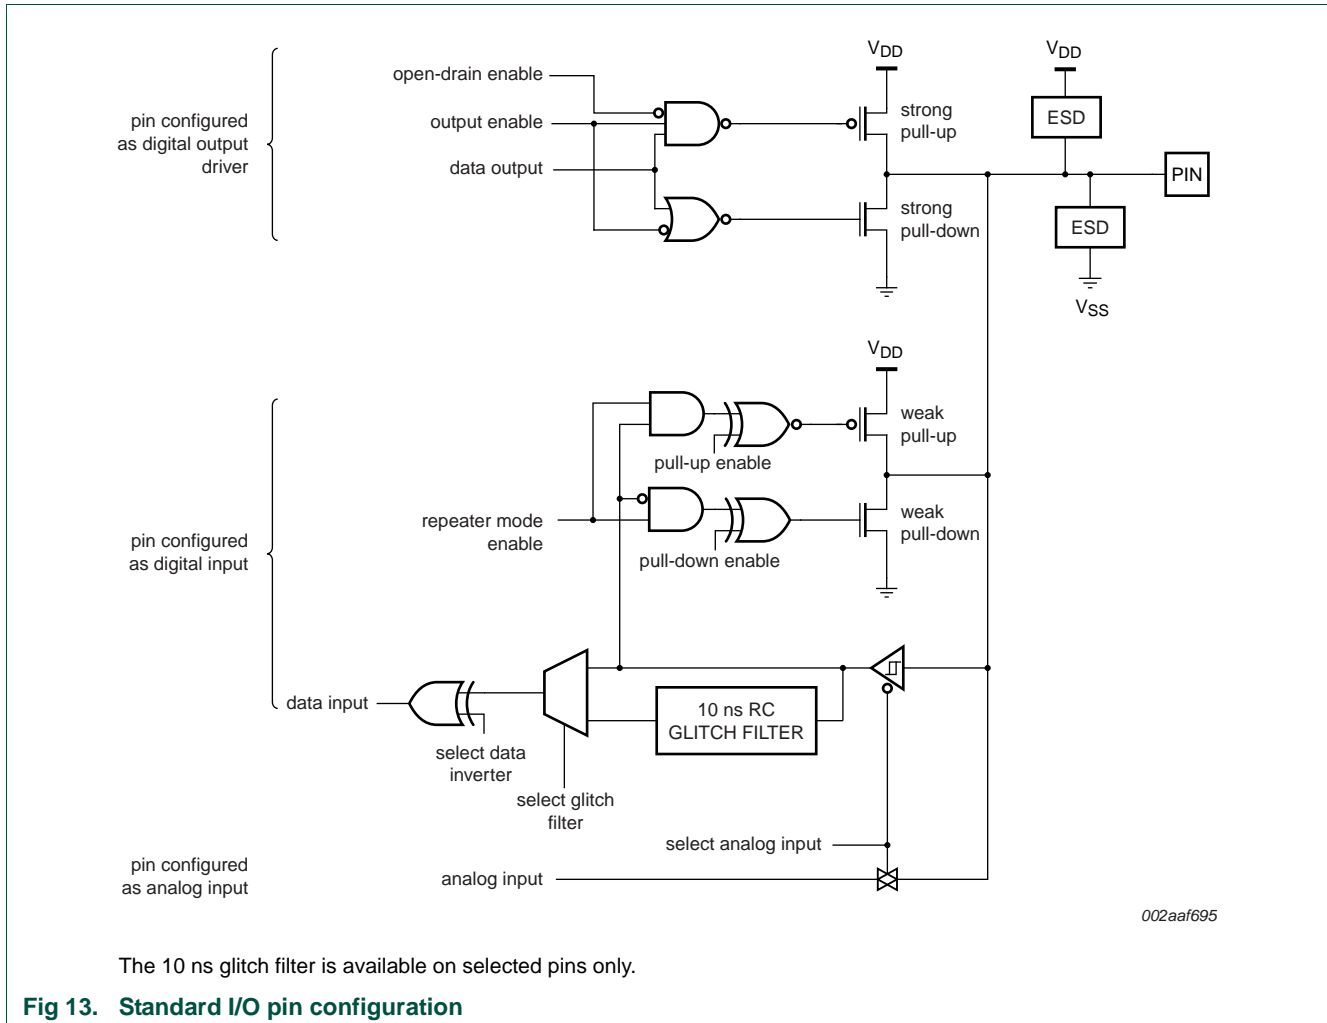 VDD
VDD
open-drain enable
strong
pull-up
ESD
pin configured
as digital output
driver
output enable
data output
PIN
strong
pull-down
ESD
VSS
VDD
weak
pull-up
pull-up enable
repeater mode
enable
weak
pull-down
pin configured
as digital input
pull-down enable
data input
10 ns RC
GLITCH FILTER
select data
inverter
select glitch
filter
select analog input
pin configured
as analog input
analog input
002aaf695
The 10 ns glitch filter is available on selected pins only.
Fig 13. Standard I/O pin configuration